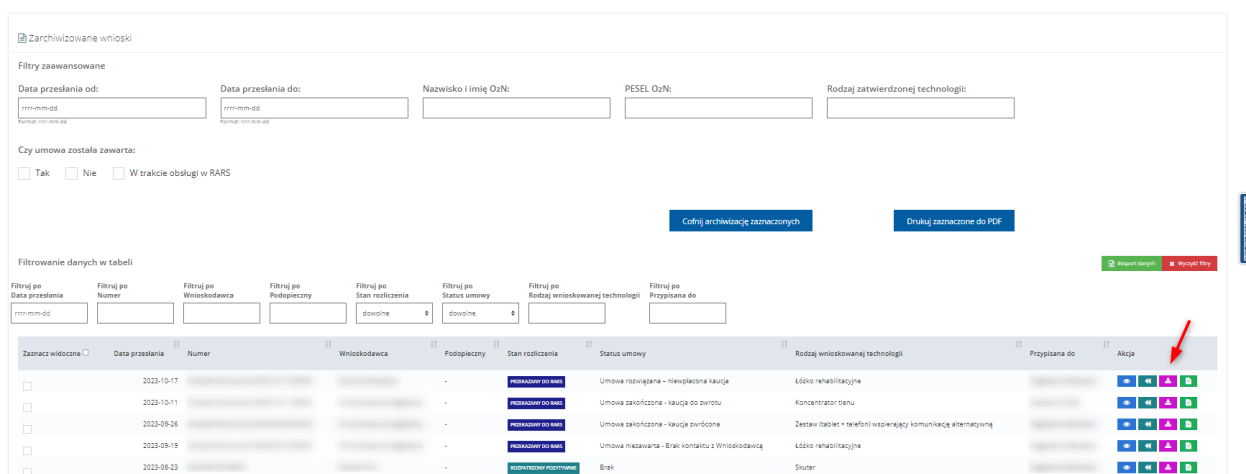 Zarchiwizowane wnioski
Filtry zaawansowane
Data przesłania od: Data przesłania do: Nazwisko i imię OzN: PESEL OzN: Rodzaj zatwierdzonej technologii:
rrrr-mm-dd rrrr-mm-dd
Format: rrrr-mm-dd Format: rrrr-mm-dd
Czy umowa została zawarta:
Tak Nie W trakcie obsługi w RARS
Cofnij archiwizację zaznaczonych Drukuj zaznaczone do PDF
Filtrowanie danych w tabeli Eksport danych Wyczyść filtry
Filtruj po Filtruj po Filtruj po Filtruj po Filtruj po Filtruj po Filtruj po Filtruj po
Data przesłania Numer Wnioskodawca Podopieczny Stan rozliczenia Status umowy Rodzaj wnioskowanej technologii Przypisana do
rrrr-mm-dd dowolne dowolne
Zaznacz widoczne Data przesłania Numer Wnioskodawca Podopieczny Stan rozliczenia Status umowy Rodzaj wnioskowanej technologii Przypisana do Akcja
2023-10-17 - PRZEKAZANY DO RARS Umowa rozwiązana – niewpłacona kaucja Łóżko rehabilitacyjne
2023-10-11 - PRZEKAZANY DO RARS Umowa zakończona - kaucja do zwrotu Koncentrator tlenu
2023-09-26 - PRZEKAZANY DO RARS Umowa zakończona - kaucja zwrócona Zestaw (tablet + telefon) wspierający komunikację alternatywną
2023-09-19 - PRZEKAZANY DO RARS Umowa niezawarta - Brak kontaktu z Wnioskodawcą Łóżko rehabilitacyjne
2023-08-23 - ROZPATRZONY POZYTYWNIE Brak Skuter